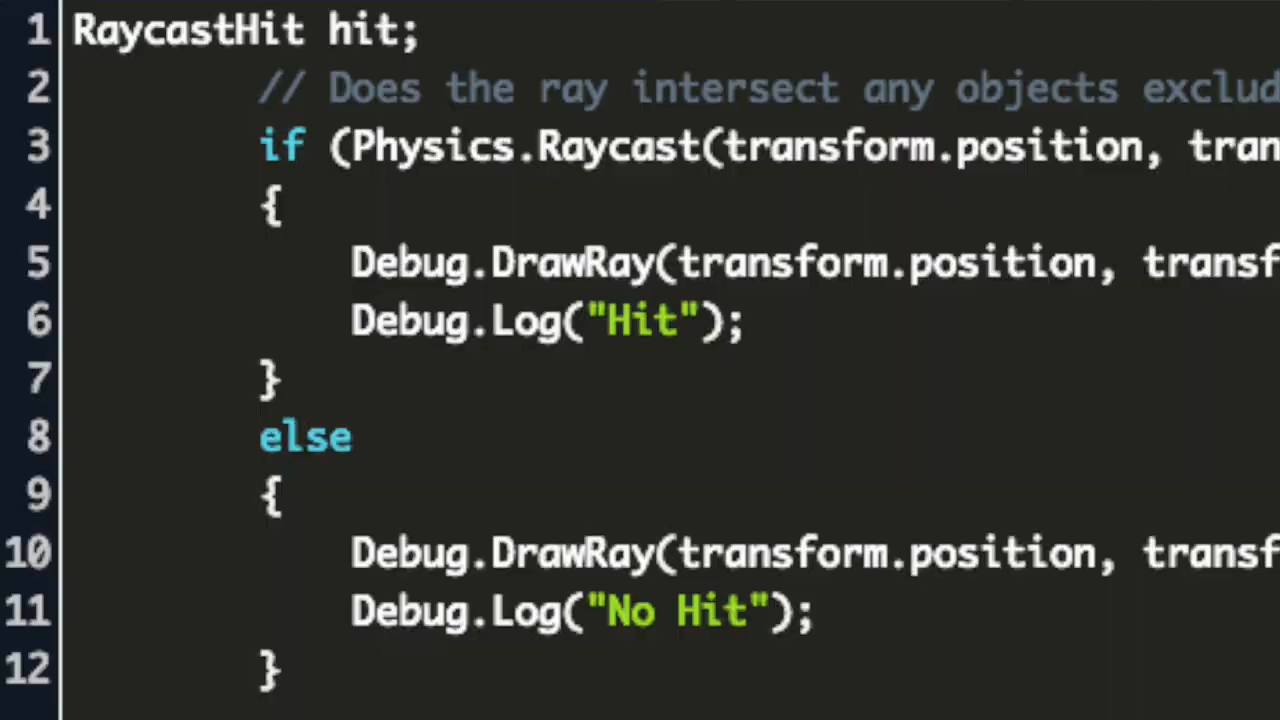 1 RaycastHit hit;
2 // Does the ray intersect any objects exclud
3 if (Physics.Raycast(transform.position, tran
4 {
5 Debug.DrawRay(transform.position, transf
6 Debug.Log("Hit");
7 }
8 else
9 {
10 Debug.DrawRay(transform.position, transf
11 Debug.Log("No Hit");
12 }